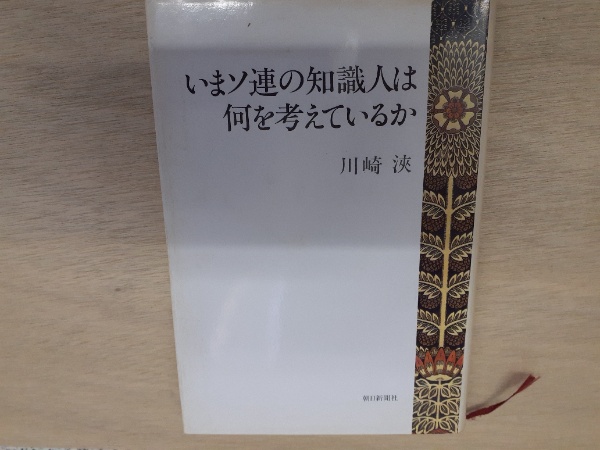 いまソ連の知識人は
何を考えているか
川崎 浹
朝日新聞社